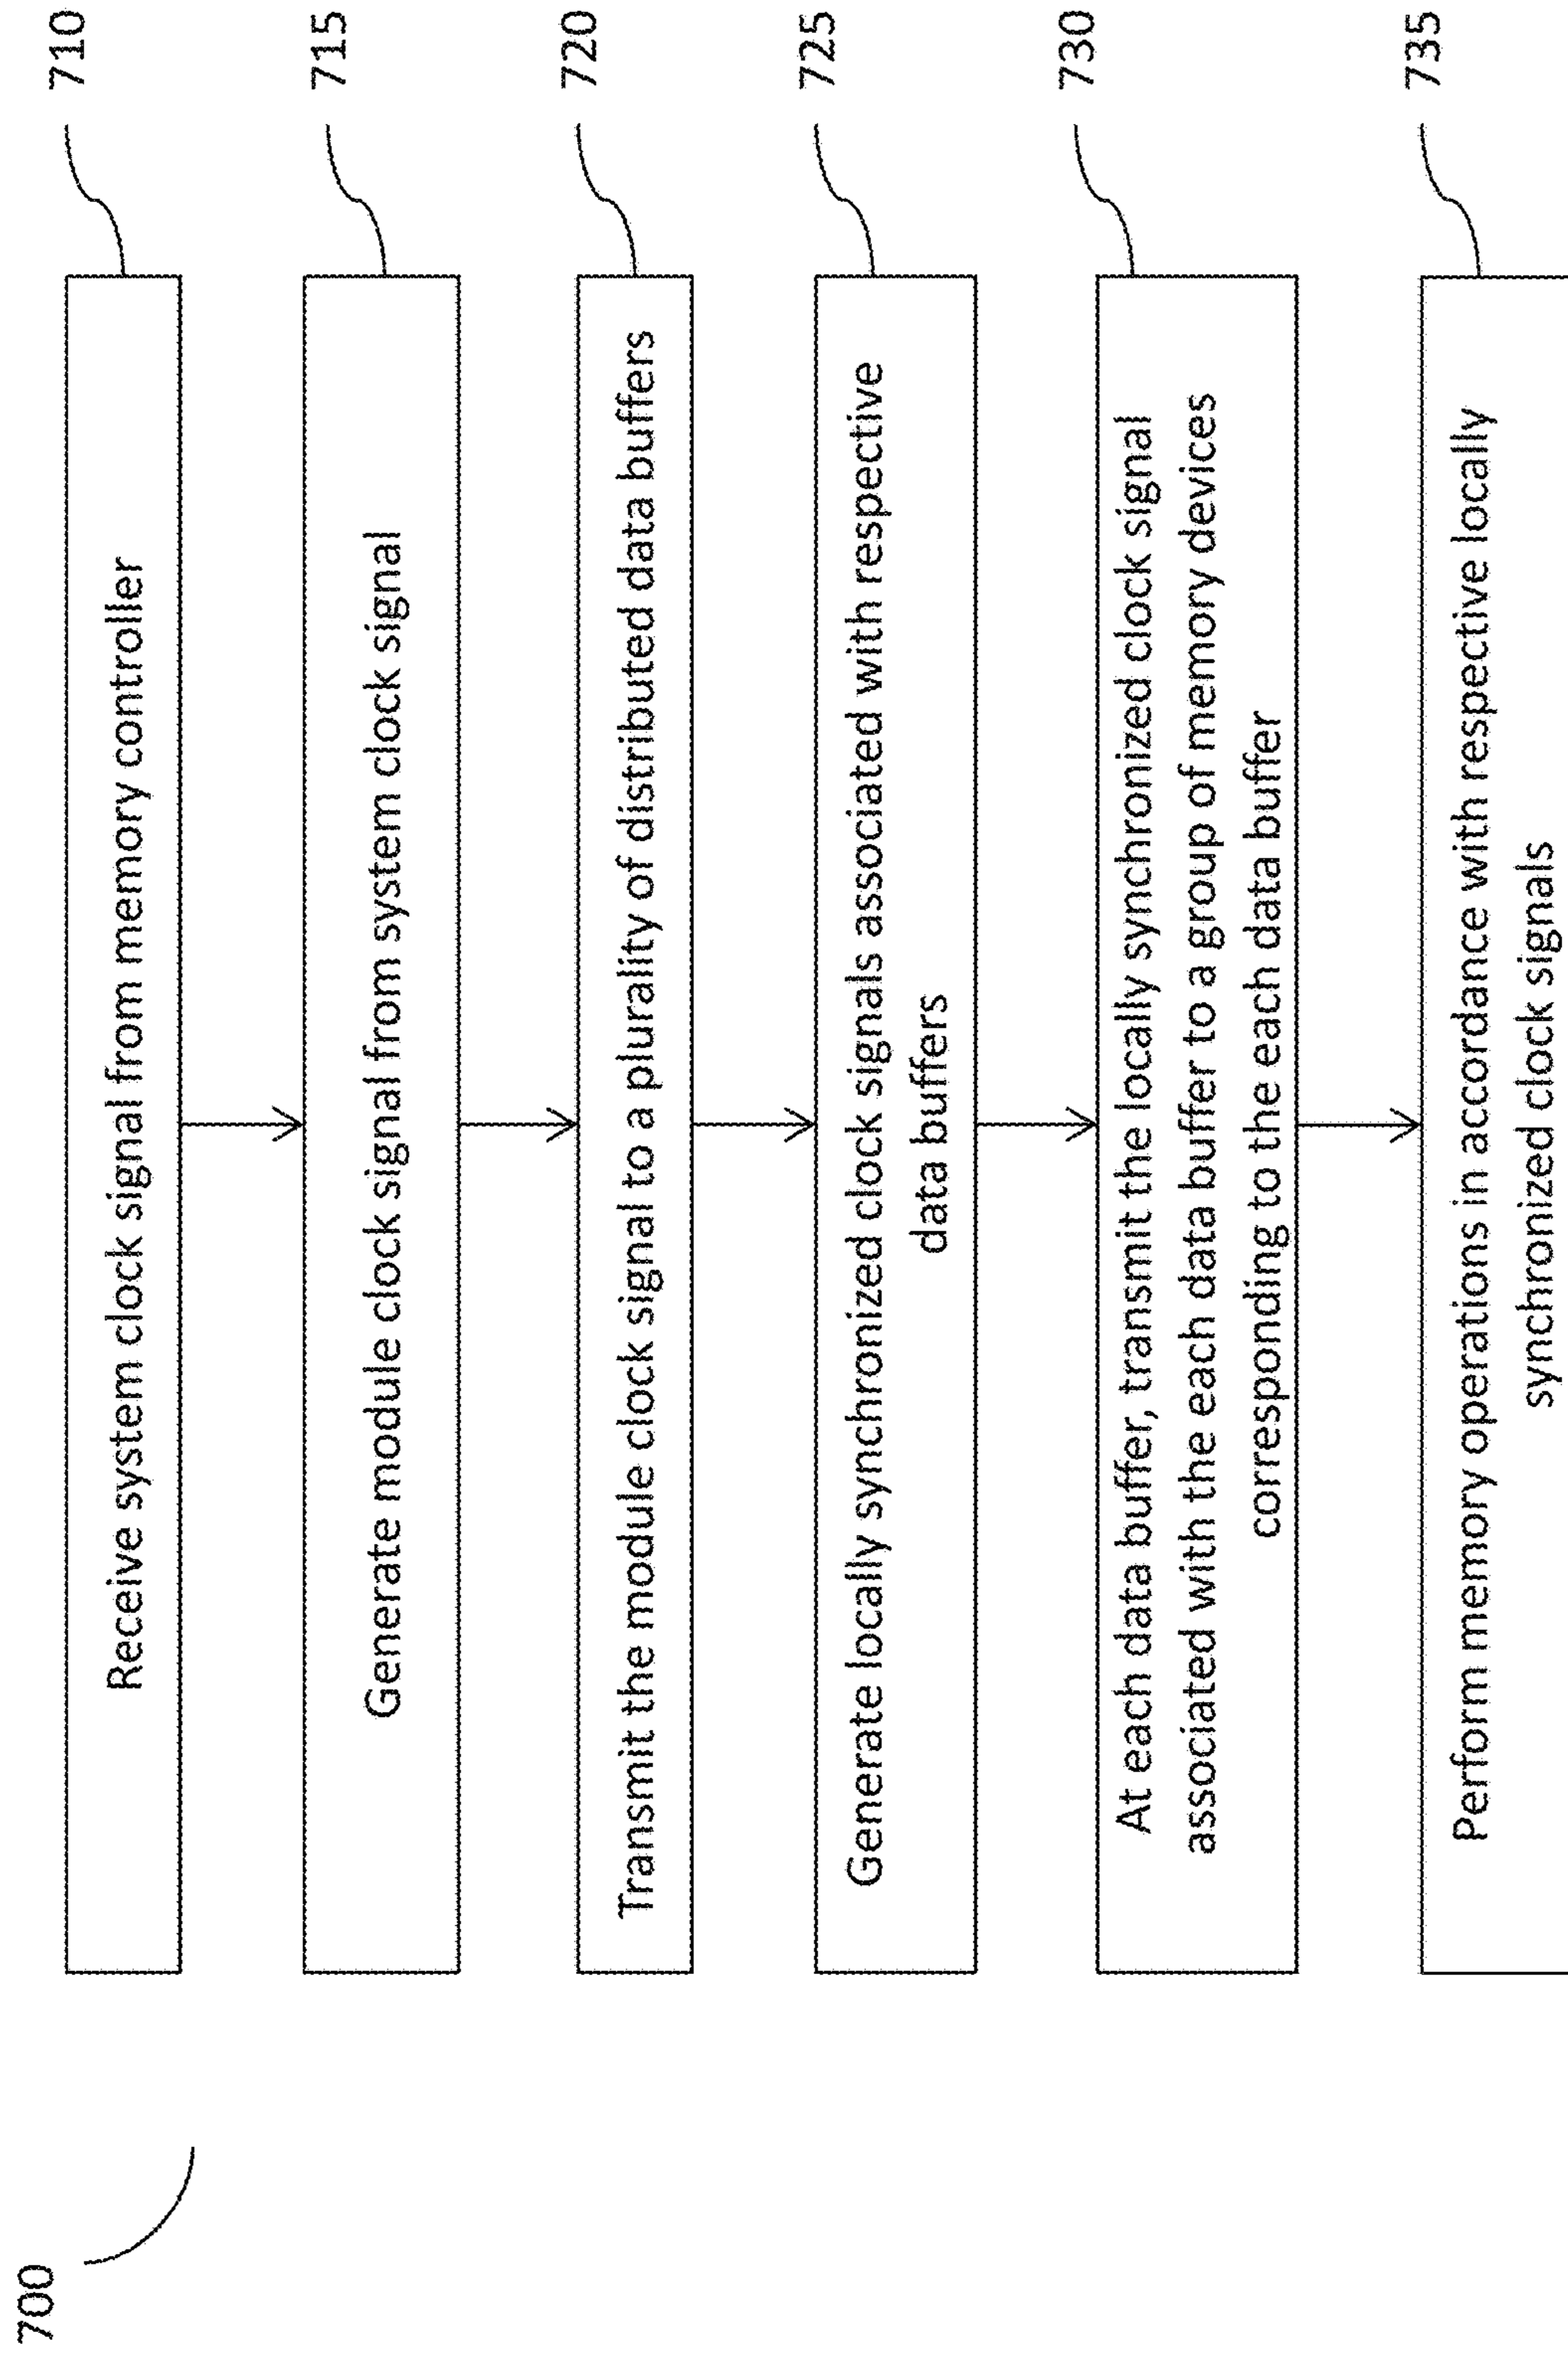 700
Receive system clock signal from memory controller
710
Generate module clock signal from system clock signal
715
Transmit the module clock signal to a plurality of distributed data buffers
720
Generate locally synchronized clock signals associated with respective
data buffers
725
At each data buffer, transmit the locally synchronized clock signal
associated with the each data buffer to a group of memory devices
corresponding to the each data buffer
730
Perform memory operations in accordance with respective locally
synchronized clock signals
735